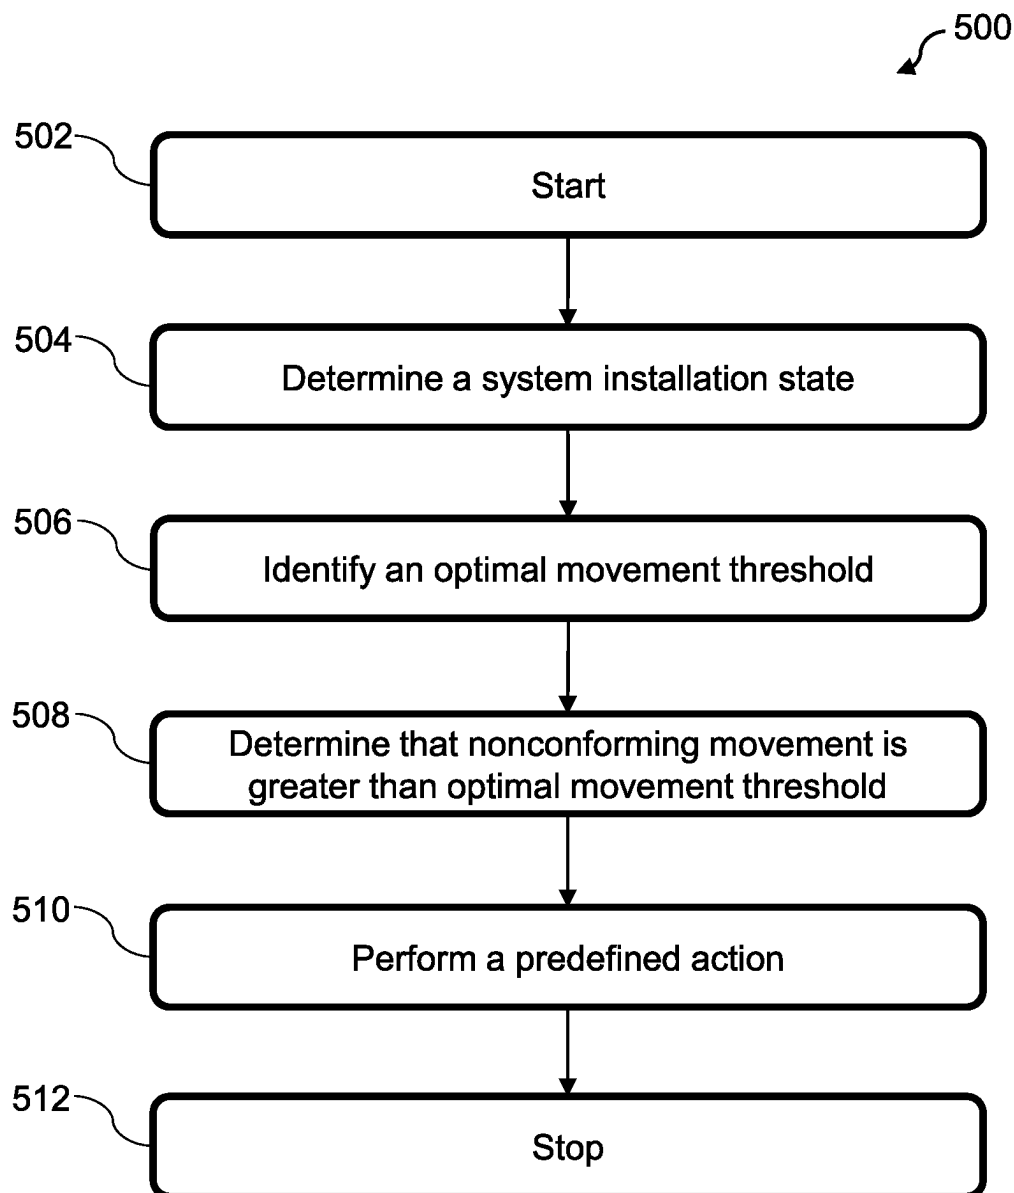 500
502
Start
504
Determine a system installation state
506
Identify an optimal movement threshold
508
Determine that nonconforming movement is
greater than optimal movement threshold
510
Perform a predefined action
512
Stop